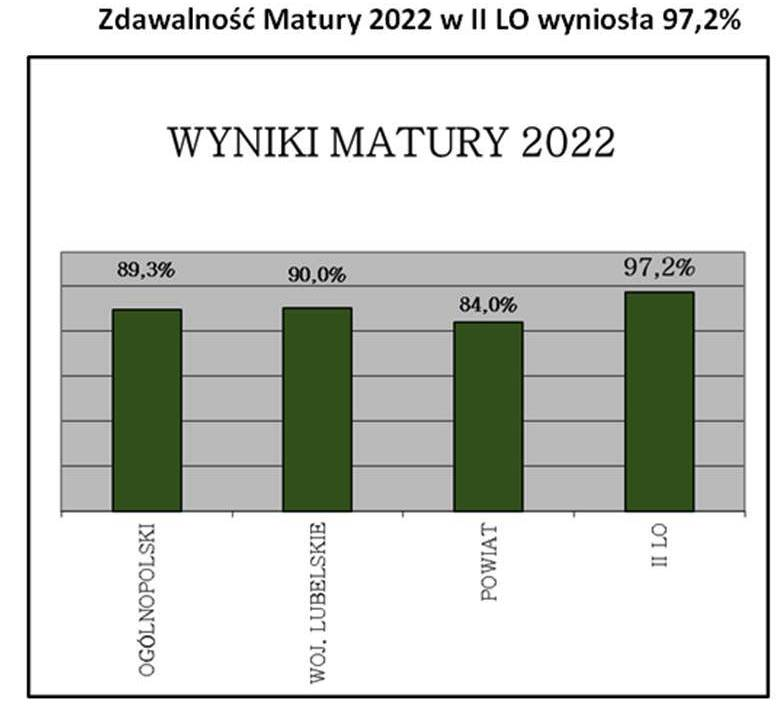 Zdawalność Matury 2022 w II LO wyniosła 97,2%
WYNIKI MATURY 2022
89,3%
90,0%
84,0%
97,2%
OGÓLNOPOLSKI
WOJ. LUBELSKIE
POWIAT
II LO